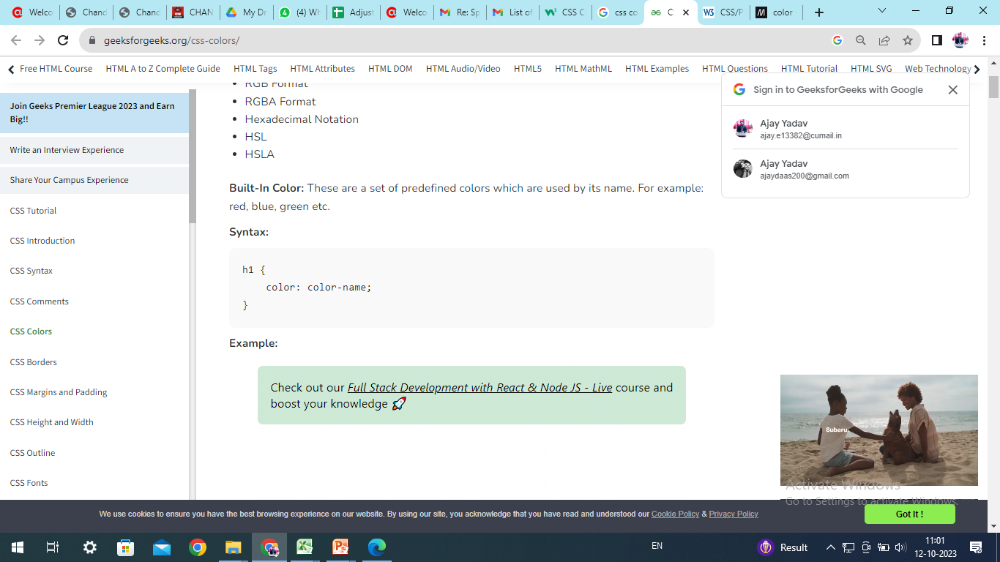 Welco
Chand
Chand
CHAN
My Dr
(4) Wh
Adjust
Welco
Re: Sp
List of
CSS C
css co
C
CSS/P
color
geeksforgeeks.org/css-colors/
Free HTML Course HTML A to Z Complete Guide HTML Tags HTML Attributes HTML DOM HTML Audio/Video HTML5 HTML MathML HTML Examples HTML Questions HTML Tutorial HTML SVG Web Technology
Join Geeks Premier League 2023 and Earn
Big!!
Write an Interview Experience
Share Your Campus Experience
CSS Tutorial
CSS Introduction
CSS Syntax
CSS Comments
CSS Colors
CSS Borders
CSS Margins and Padding
CSS Height and Width
CSS Outline
CSS Fonts
• RGB Format
• RGBA Format
• Hexadecimal Notation
• HSL
• HSLA
Built-In Color: These are a set of predefined colors which are used by its name. For example:
red, blue, green etc.
Syntax:
h1 {
color: color-name;
}
Example:
Check out our Full Stack Development with React & Node JS - Live course and
boost your knowledge 🚀
Sign in to GeeksforGeeks with Google
Ajay Yadav
ajay.e13382@cumail.in
Ajay Yadav
ajaydaas200@gmail.com
Subaru.
Activate Windows
Go to Settings to activate Windows.
We use cookies to ensure you have the best browsing experience on our website. By using our site, you acknowledge that you have read and understood our Cookie Policy & Privacy Policy
Got It !
EN
Result
11:01
12-10-2023